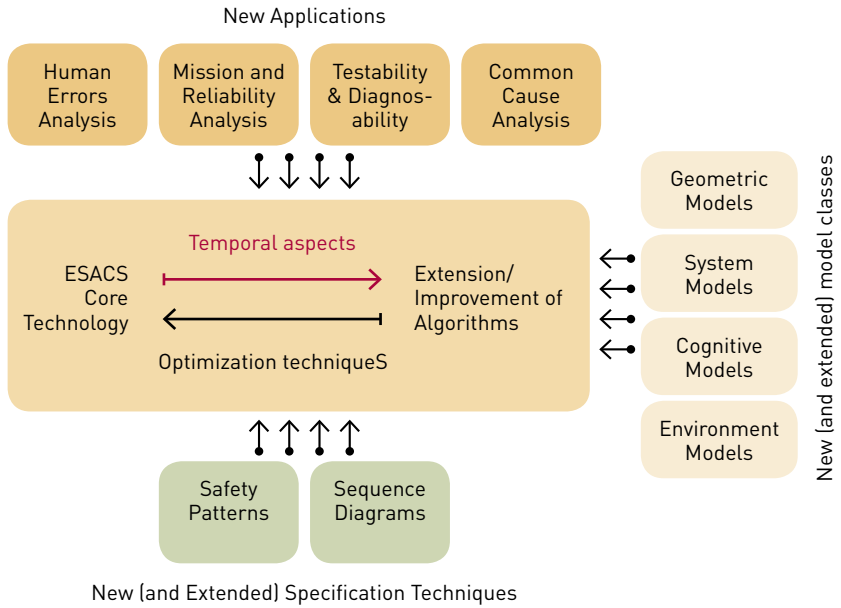 New Applications
Human
Errors
Analysis
Mission and
Reliability
Analysis
Testability
& Diagnos-
ability
Common
Cause
Analysis
Temporal aspects
ESACS
Core
Technology
Extension/
Improvement of
Algorithms
Optimization techniqueS
Geometric
Models
System
Models
Cognitive
Models
Environment
Models
New (and extended) model classes
Safety
Patterns
Sequence
Diagrams
New (and Extended) Specification Techniques